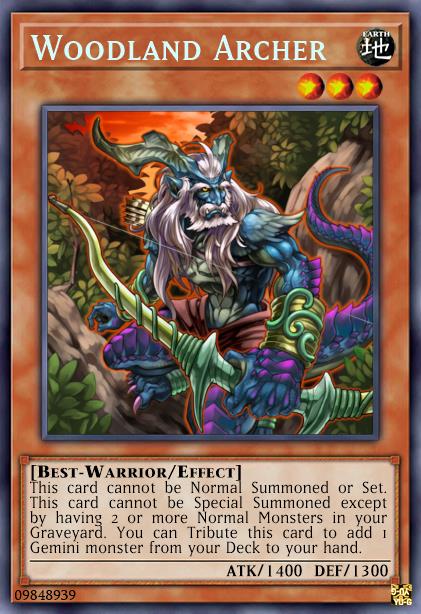 Woodland Archer
EARTH
地
[Best-Warrior/Effect]
This card cannot be Normal Summoned or Set.
This card cannot be Special Summoned except
by having 2 or more Normal Monsters in your
Graveyard. You can Tribute this card to add 1
Gemini monster from your Deck to your hand.
ATK/1400 DEF/1300
09848939